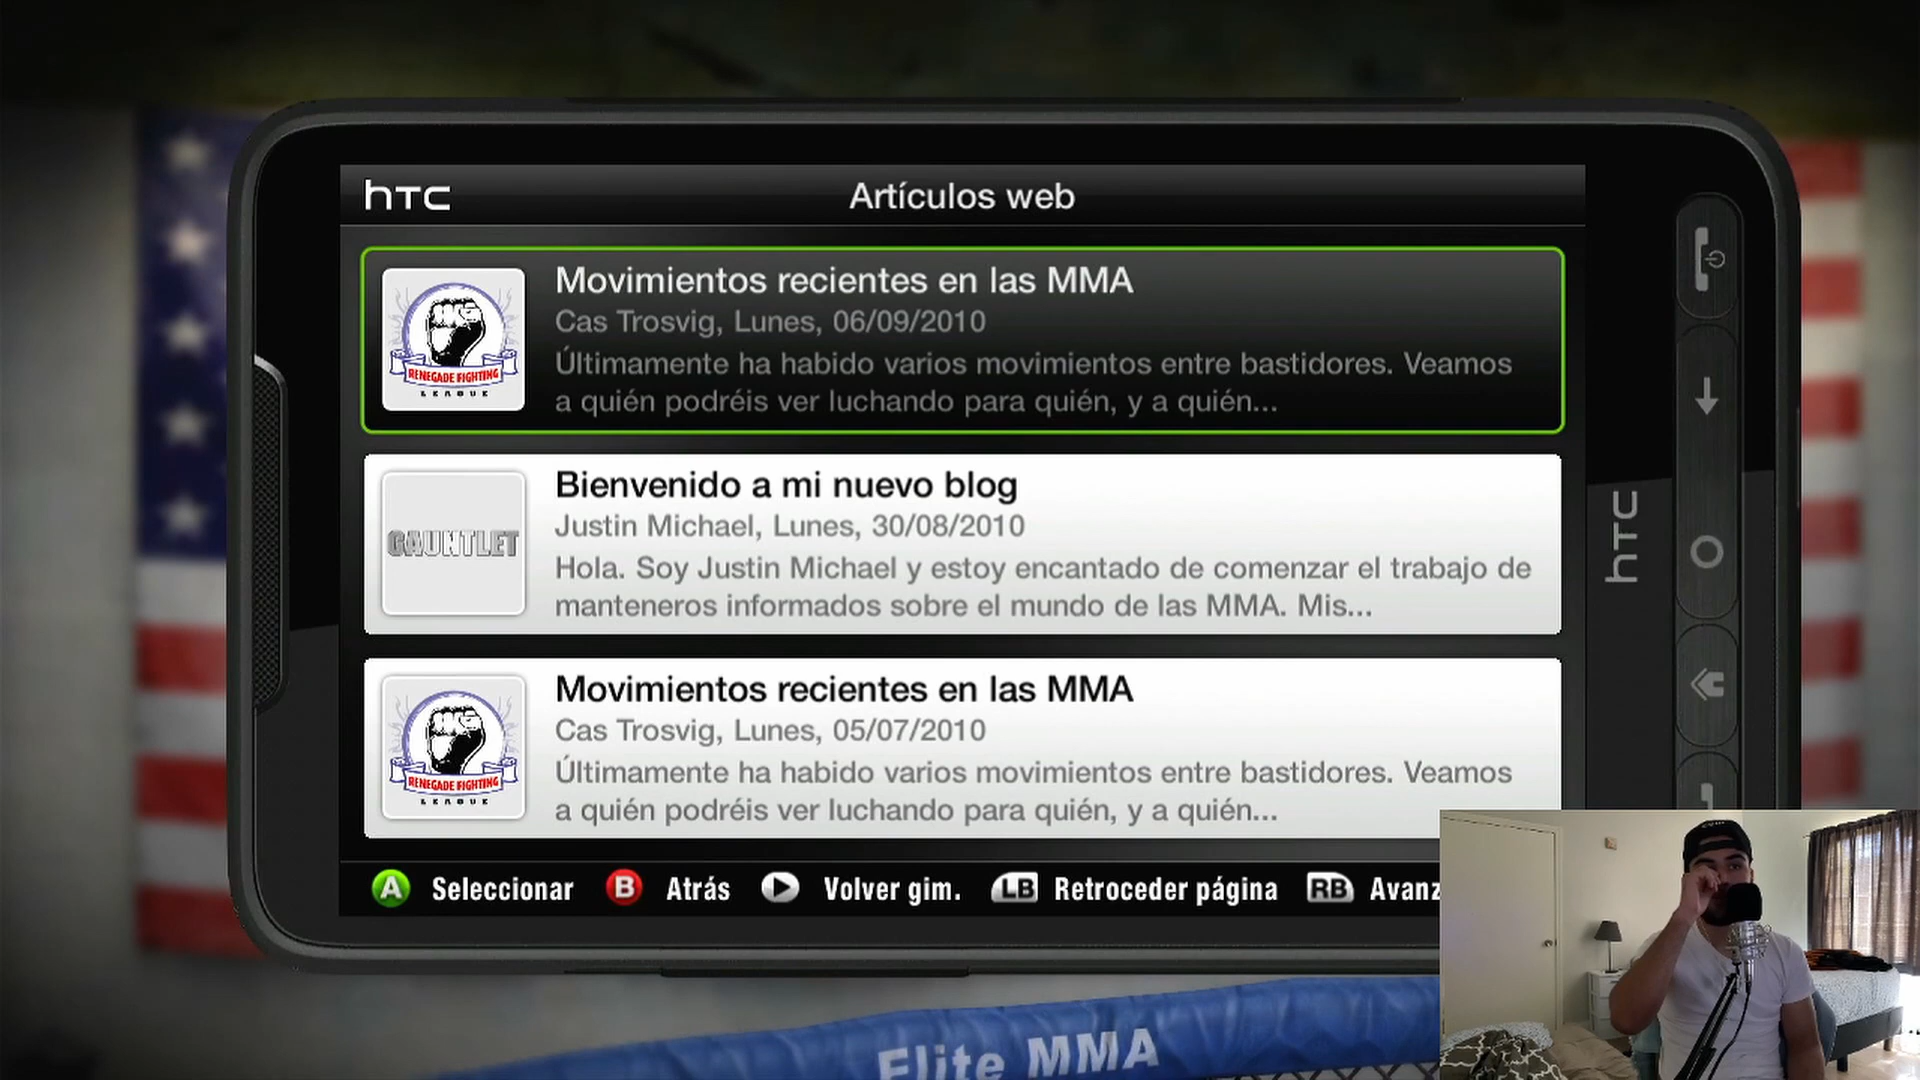 hTC
Artículos web
Movimientos recientes en las MMA
Cas Trosvig, Lunes, 06/09/2010
Últimamente ha habido varios movimientos entre bastidores. Veamos
a quién podréis ver luchando para quién, y a quién...
RENEGADE FIGHTING
LEAGUE
Bienvenido a mi nuevo blog
Justin Michael, Lunes, 30/08/2010
Hola. Soy Justin Michael y estoy encantado de comenzar el trabajo de
manteneros informados sobre el mundo de las MMA. Mis...
GAUNTLET
hTC
Movimientos recientes en las MMA
Cas Trosvig, Lunes, 05/07/2010
Últimamente ha habido varios movimientos entre bastidores. Veamos
a quién podréis ver luchando para quién, y a quién...
RENEGADE FIGHTING
LEAGUE
A Seleccionar B Atrás Volver gim. LB Retroceder página RB Avanz
Elite MMA